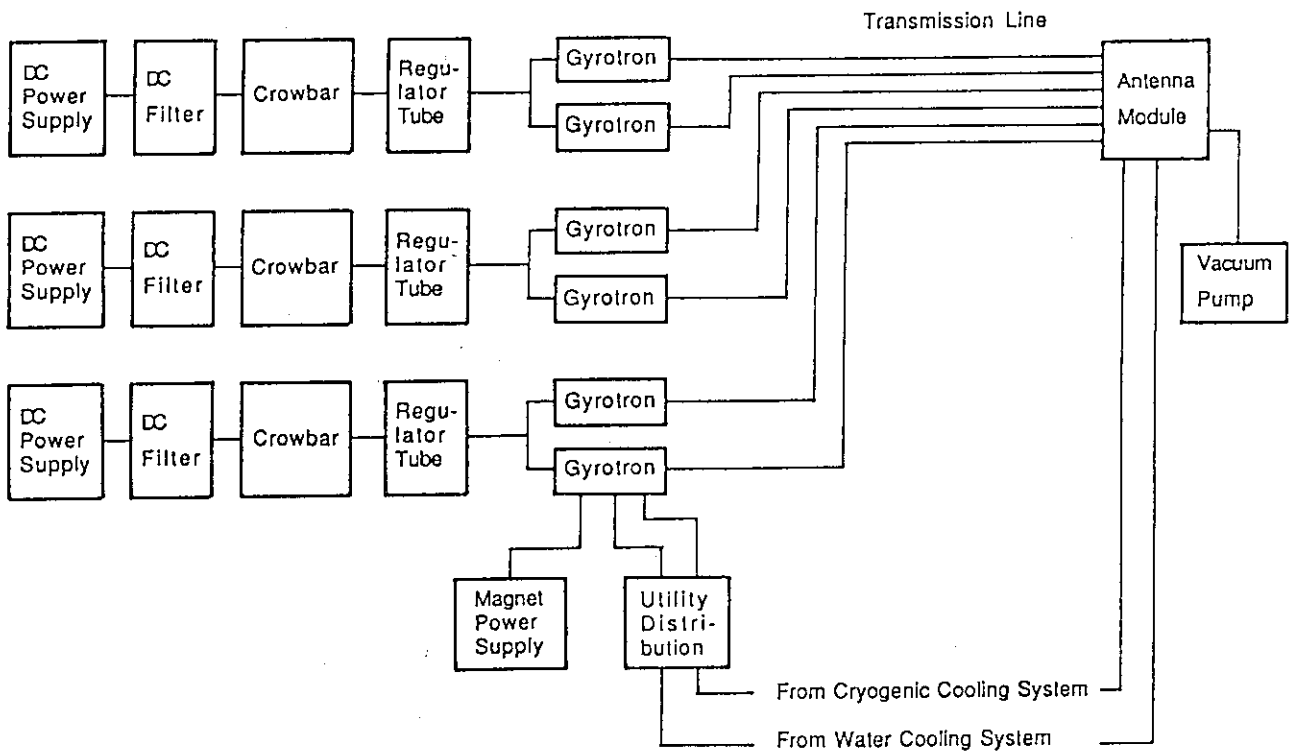 Transmission Line
DC
Power
Supply
DC
Filter
Crowbar
Regu-
lator
Tube
Gyrotron
Gyrotron
Antenna
Module
DC
Power
Supply
DC
Filter
Crowbar
Regu-
lator
Tube
Gyrotron
Gyrotron
Vacuum
Pump
DC
Power
Supply
DC
Filter
Crowbar
Regu-
lator
Tube
Gyrotron
Gyrotron
Magnet
Power
Supply
Utility
Distri-
bution
From Cryogenic Cooling System
From Water Cooling System